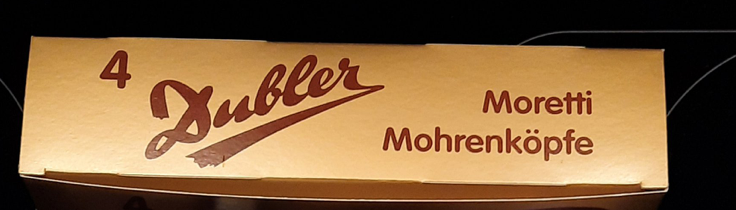 4 Dubler
Moretti
Mohrenköpfe